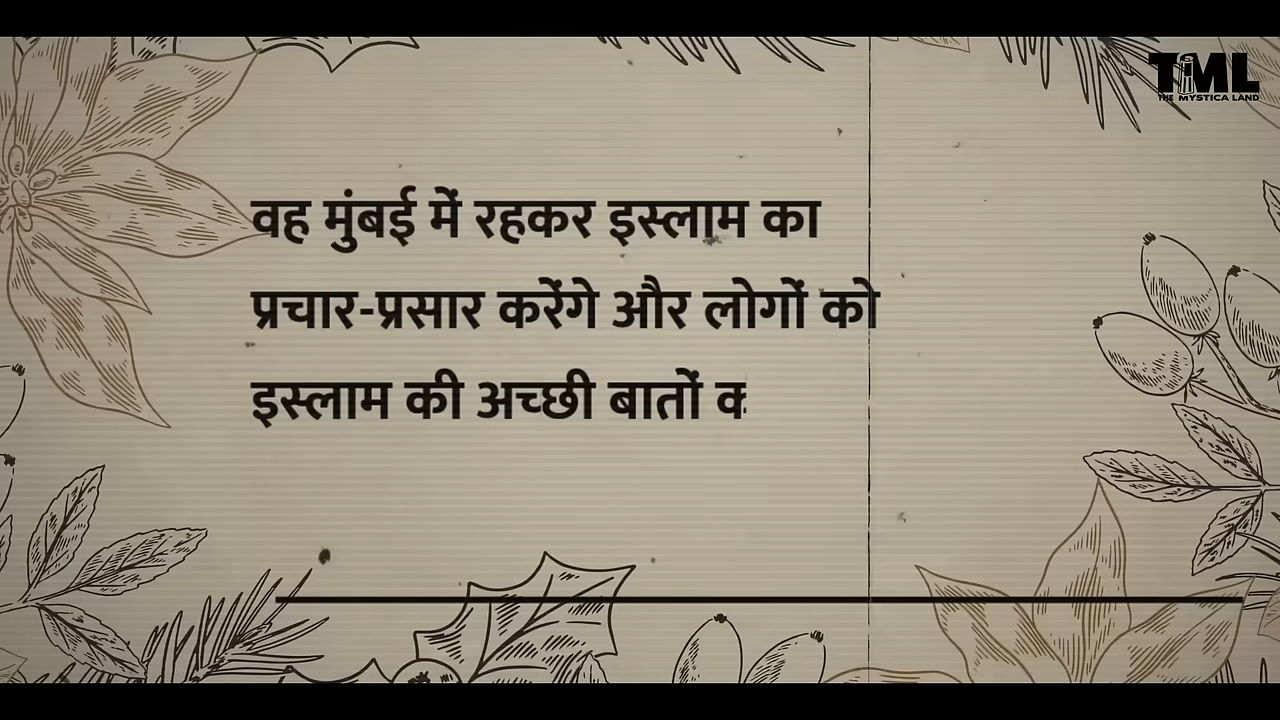 वह मुंबई में रहकर इस्लाम का
प्रचार-प्रसार करेंगे और लोगों को
इस्लाम की अच्छी बातों
TML
THE MYSTICA LAND